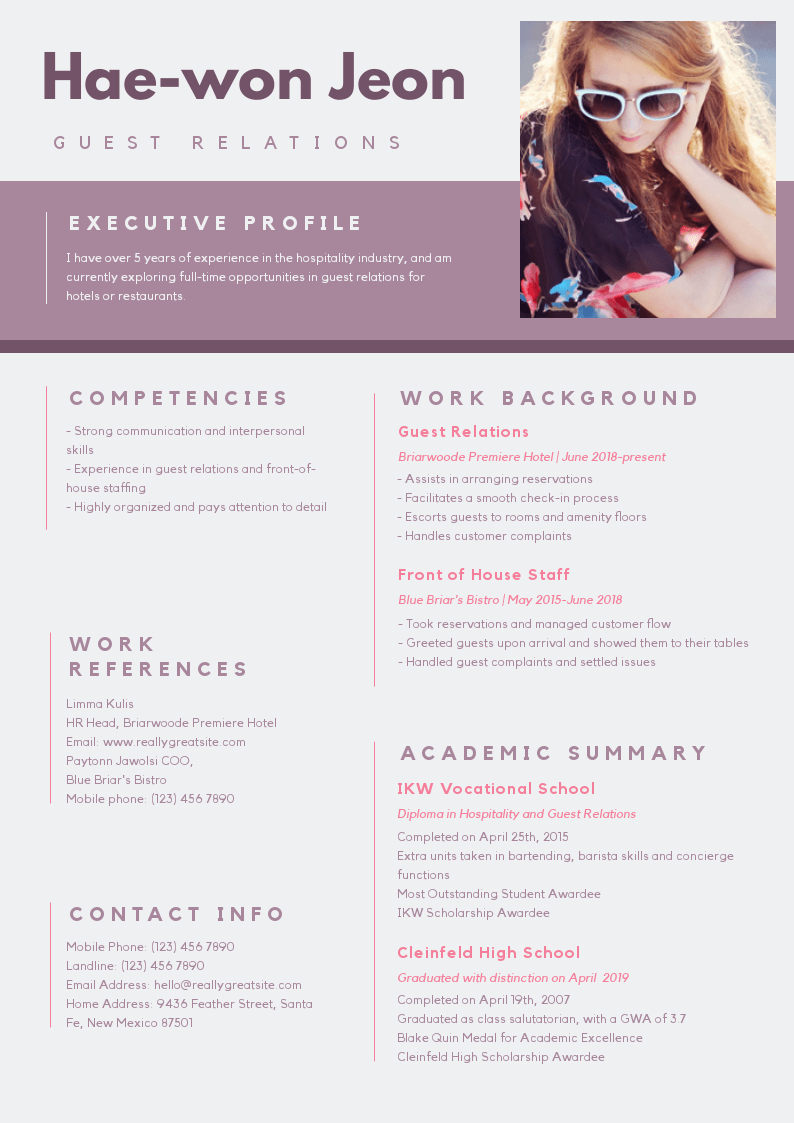 Hae-won Jeon
GUEST RELATIONS
EXECUTIVE PROFILE
I have over 5 years of experience in the hospitality industry, and am
currently exploring full-time opportunities in guest relations for
hotels or restaurants.
COMPETENCIES
- Strong communication and interpersonal
skills
- Experience in guest relations and front-of-
house staffing
- Highly organized and pays attention to detail
WORK
REFERENCES
Limma Kulis
HR Head, Briarwoode Premiere Hotel
Email: www.reallygreatsite.com
Paytonn Jawolsi COO,
Blue Briar's Bistro
Mobile phone: (123) 456 7890
CONTACT INFO
Mobile Phone: (123) 456 7890
Landline: (123) 456 7890
Email Address: hello@reallygreatsite.com
Home Address: 9436 Feather Street, Santa
Fe, New Mexico 87501
WORK BACKGROUND
Guest Relations
Briarwoode Premiere Hotel | June 2018-present
- Assists in arranging reservations
- Facilitates a smooth check-in process
- Escorts guests to rooms and amenity floors
- Handles customer complaints
Front of House Staff
Blue Briar's Bistro | May 2015-June 2018
- Took reservations and managed customer flow
- Greeted guests upon arrival and showed them to their tables
- Handled guest complaints and settled issues
ACADEMIC SUMMARY
IKW Vocational School
Diploma in Hospitality and Guest Relations
Completed on April 25th, 2015
Extra units taken in bartending, barista skills and concierge
functions
Most Outstanding Student Awardee
IKW Scholarship Awardee
Cleinfeld High School
Graduated with distinction on April 2019
Completed on April 19th, 2007
Graduated as class salutatorian, with a GWA of 3.7
Blake Quin Medal for Academic Excellence
Cleinfeld High Scholarship Awardee